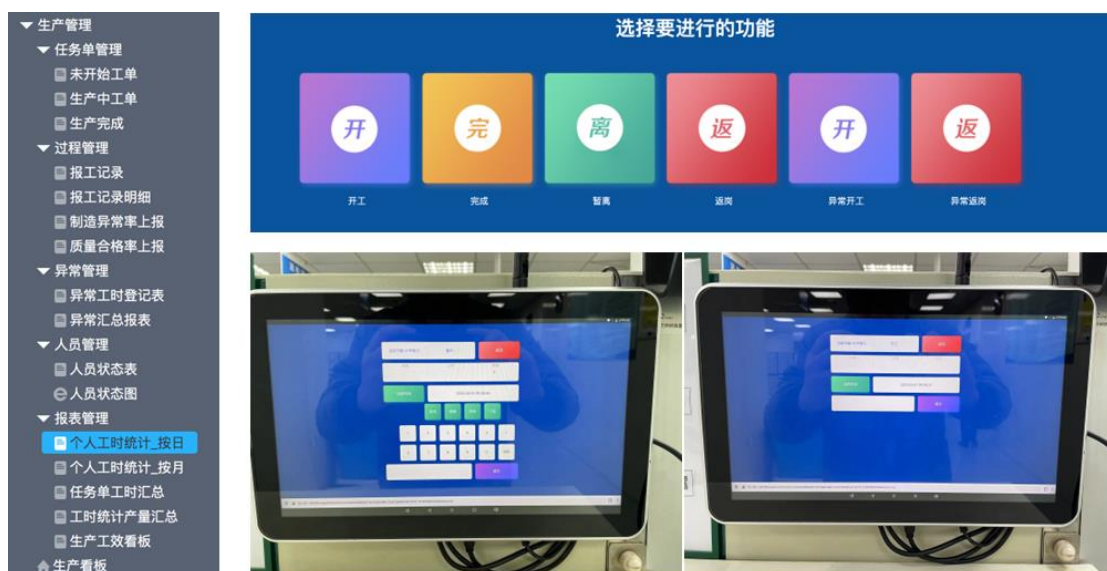 生产管理
任务单管理
未开始工单
生产中工单
生产完成
过程管理
报工记录
报工记录明细
制造异常率上报
质量合格率上报
异常管理
异常工时登记表
异常汇总报表
人员管理
人员状态表
人员状态图
报表管理
个人工时统计_按日
个人工时统计_按月
任务单工时汇总
工时统计产量汇总
生产工效看板
生产看板
选择要进行的功能
开 完 离 返 开 返
开工 完成 暂离 返岗 异常开工 异常返岗